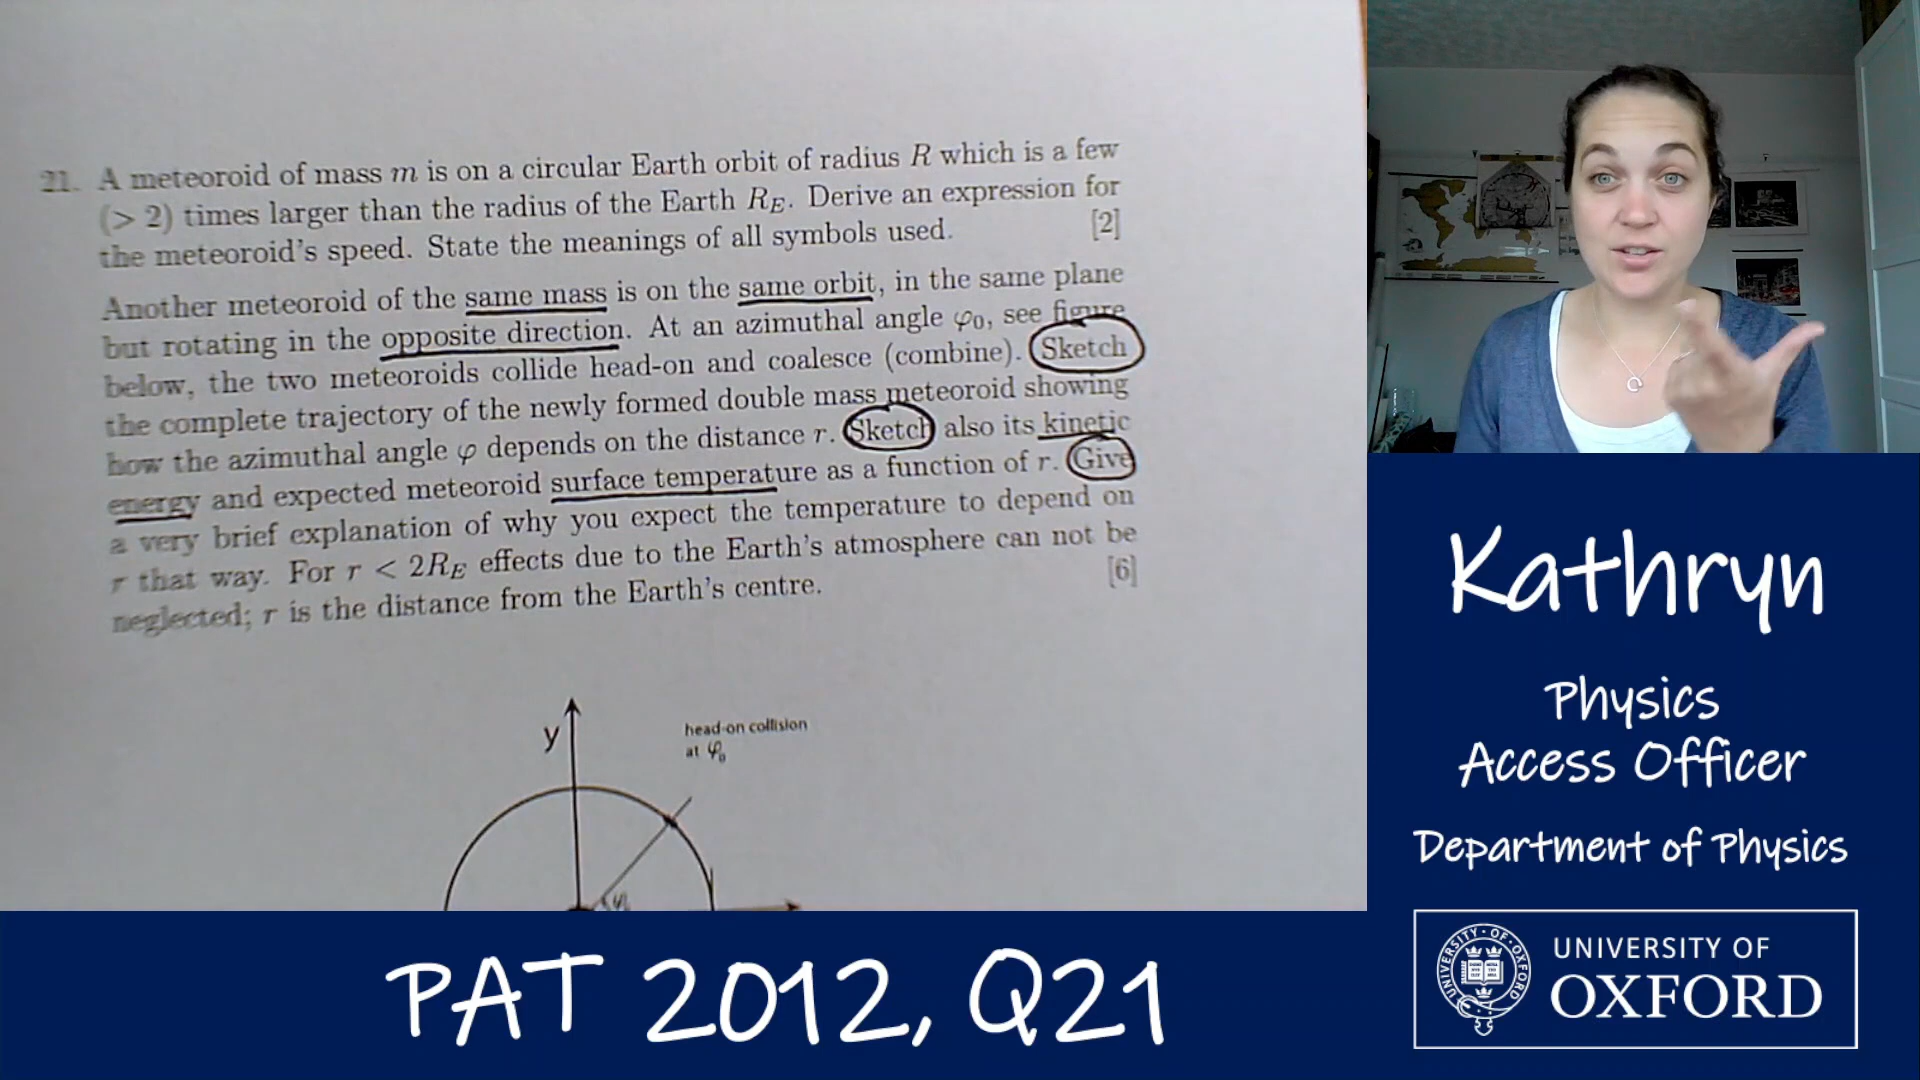 21. A meteoroid of mass m is on a circular Earth orbit of radius R which is a few
(> 2) times larger than the radius of the Earth R_E. Derive an expression for
the meteoroid's speed. State the meanings of all symbols used. [2]
Another meteoroid of the same mass is on the same orbit, in the same plane
but rotating in the opposite direction. At an azimuthal angle φ₀, see figure
below, the two meteoroids collide head-on and coalesce (combine). Sketch
the complete trajectory of the newly formed double mass meteoroid showing
how the azimuthal angle φ depends on the distance r. Sketch also its kinetic
energy and expected meteoroid surface temperature as a function of r. Give
a very brief explanation of why you expect the temperature to depend on
r that way. For r < 2R_E effects due to the Earth's atmosphere can not be
neglected; r is the distance from the Earth's centre. [6]
y
head-on collision
at φ₀
Kathryn
Physics
Access Officer
Department of Physics
UNIVERSITY OF
OXFORD
PAT 2012, Q21